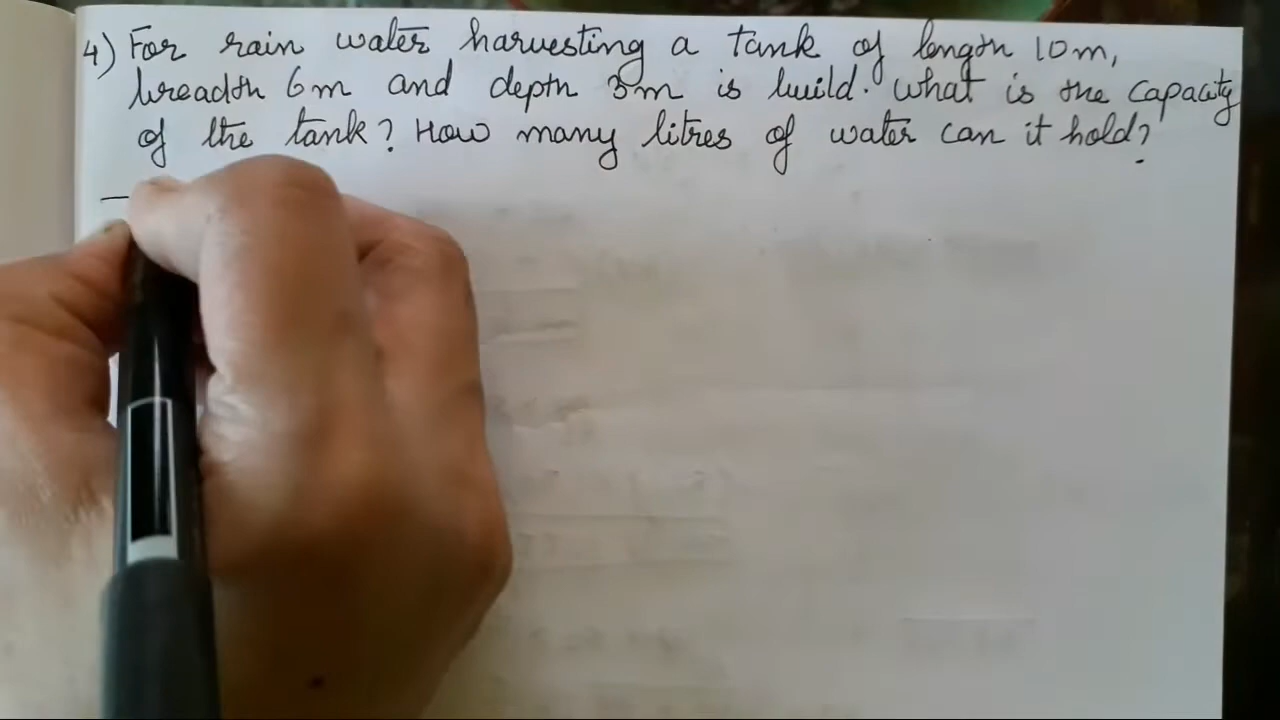 4) For rain water harvesting a tank of length 10m,
breadth 6m and depth 3m is build. What is the capacity
of the tank? How many litres of water can it hold?